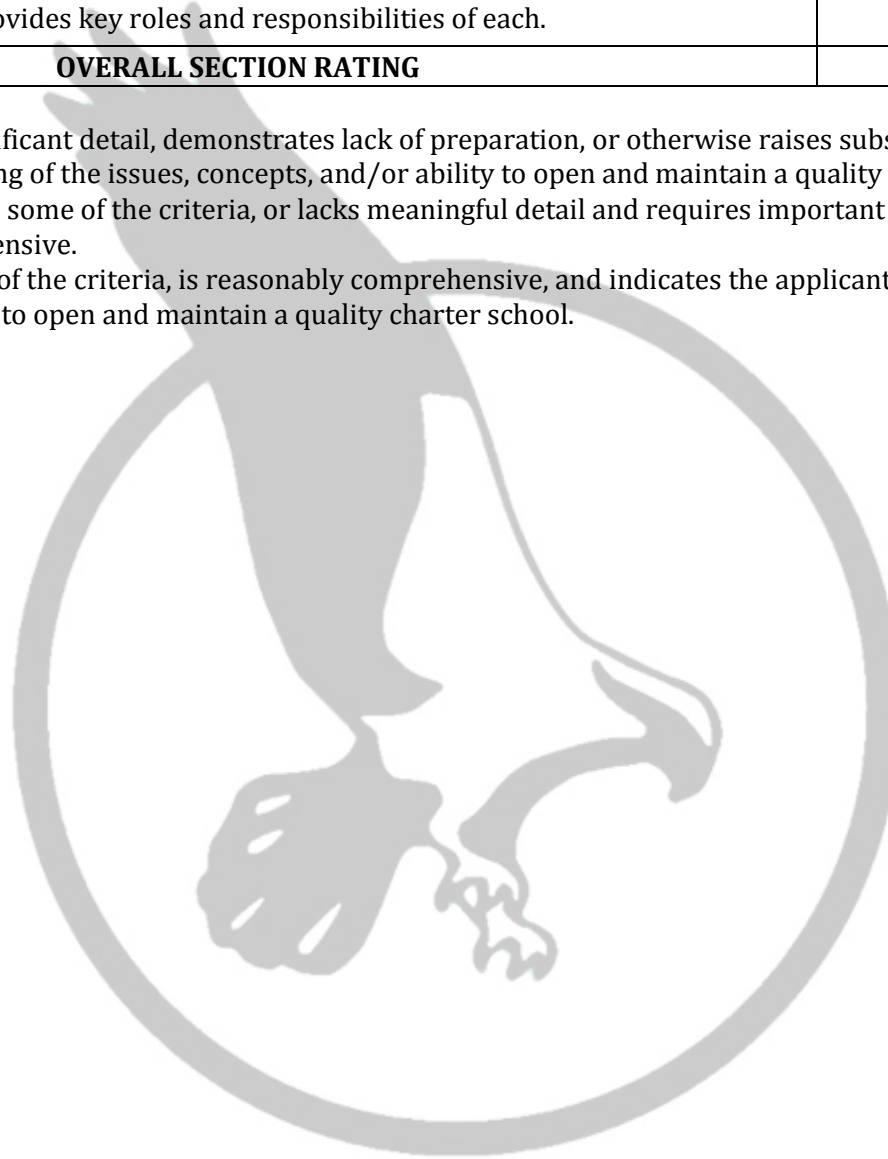 ovides key roles and responsibilities of each.
OVERALL SECTION RATING
ificant detail, demonstrates lack of preparation, or otherwise raises subs
ng of the issues, concepts, and/or ability to open and maintain a quality
some of the criteria, or lacks meaningful detail and requires important
ensive.
of the criteria, is reasonably comprehensive, and indicates the applicant
to open and maintain a quality charter school.